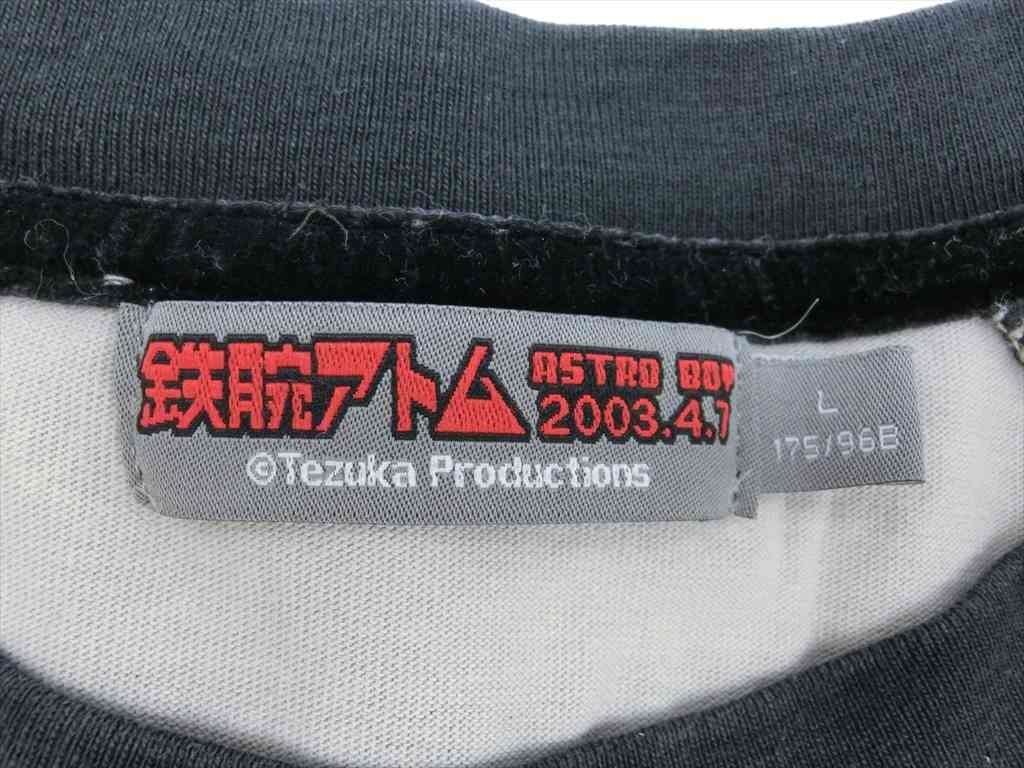 鉄腕アトム
ASTRO BOY
2003.4.7
©Tezuka Productions
L
175/96B